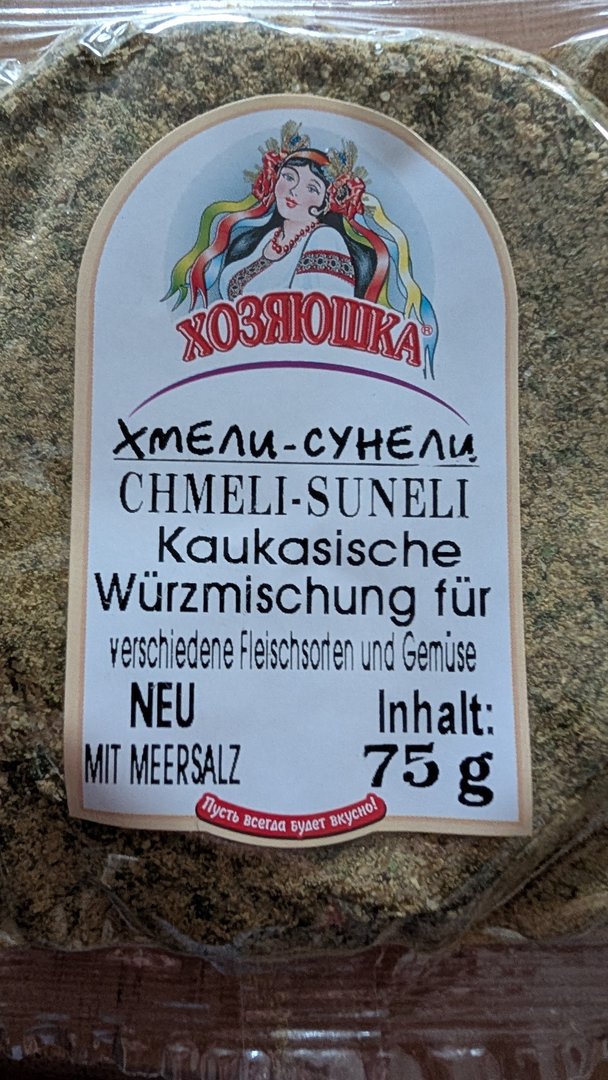 ХОЗЯЮШКА®
ХМЕЛИ-СУНЕЛИ
CHMELI-SUNELI
Kaukasische
Würzmischung für
verschiedene Fleischsorten und Gemüse
NEU Inhalt:
MIT MEERSALZ 75 g
Пусть всегда будет вкусно!